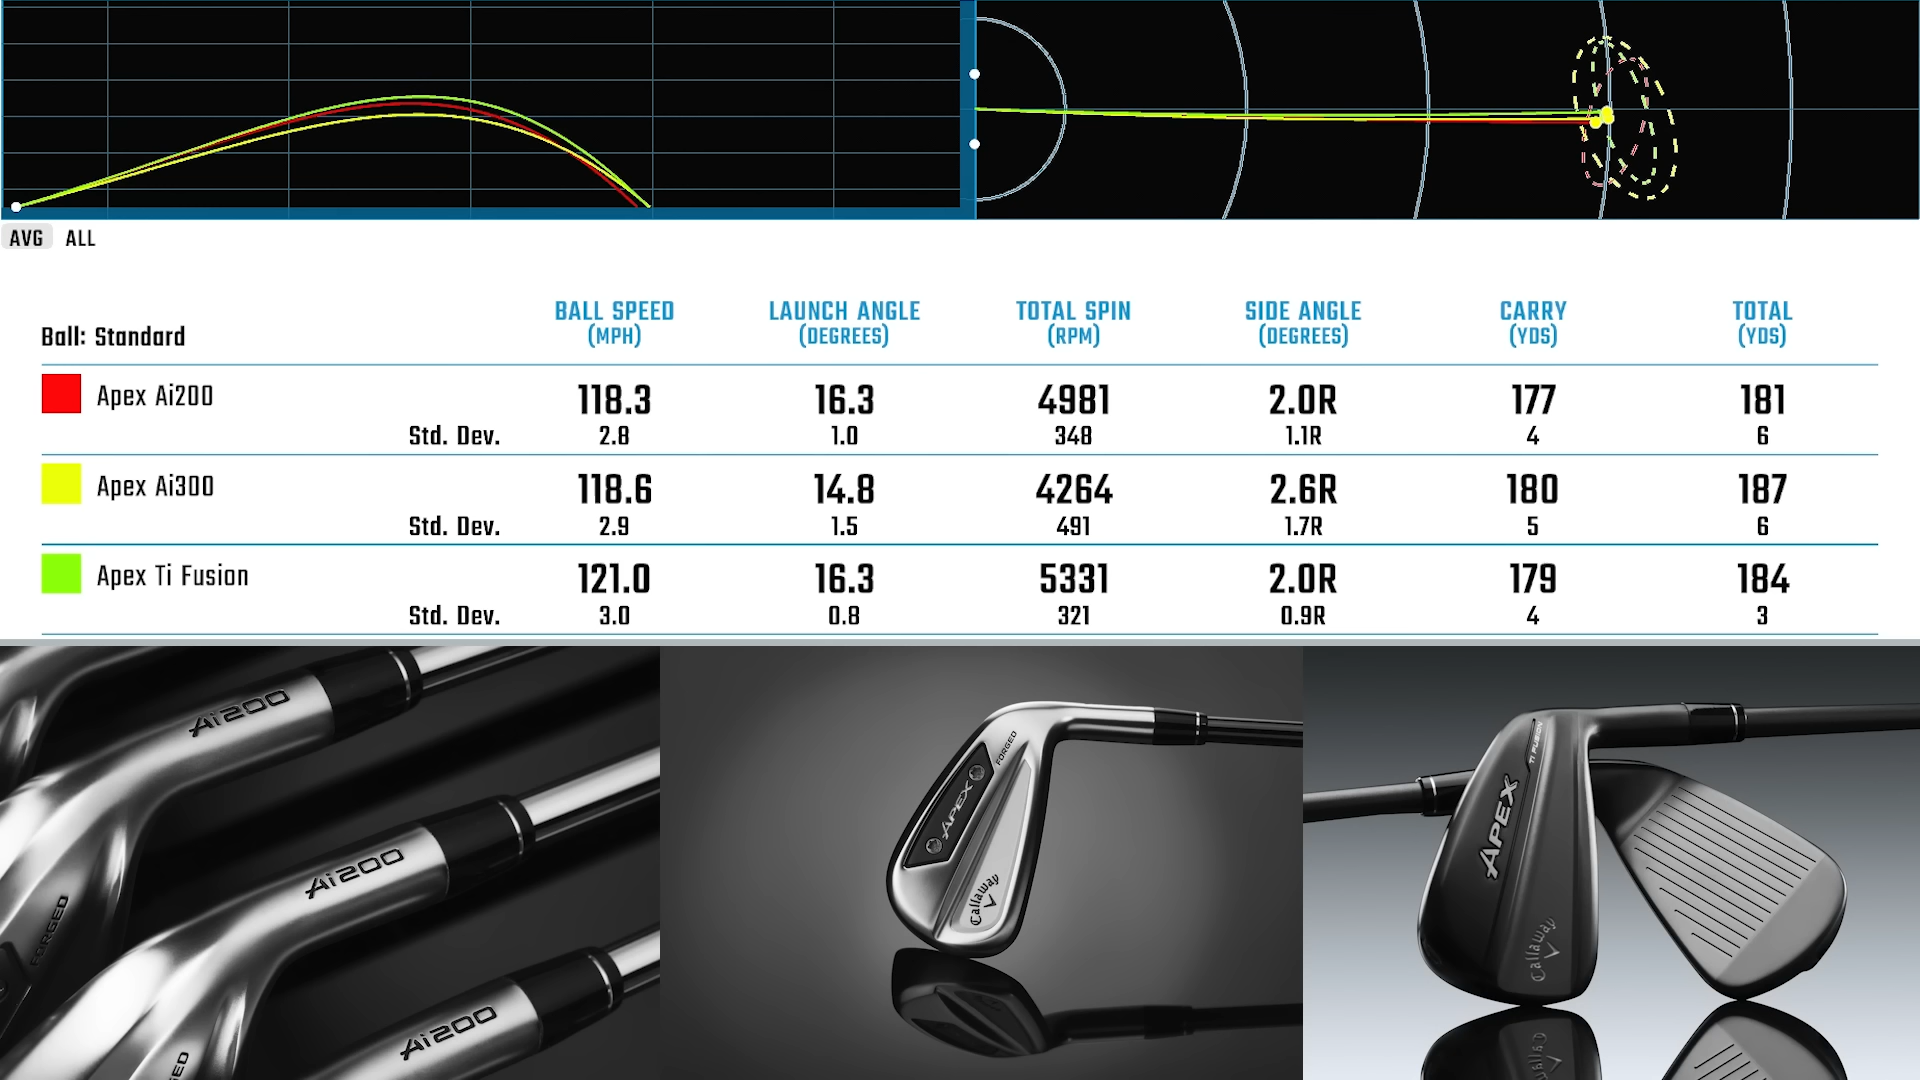 AVG ALL
BALL SPEED LAUNCH ANGLE TOTAL SPIN SIDE ANGLE CARRY TOTAL
Ball: Standard (MPH) (DEGREES) (RPM) (DEGREES) (YDS) (YDS)
Apex Ai200 118.3 16.3 4981 2.0R 177 181
Std. Dev. 2.8 1.0 348 1.1R 4 6
Apex Ai300 118.6 14.8 4264 2.6R 180 187
Std. Dev. 2.9 1.5 491 1.7R 5 6
Apex Ti Fusion 121.0 16.3 5331 2.0R 179 184
Std. Dev. 3.0 0.8 321 0.9R 4 3
Ai200
Ai200
Ai200
FORGED
GED
FORGED
APEX
Callaway
TI FUSION
APEX
Callaway